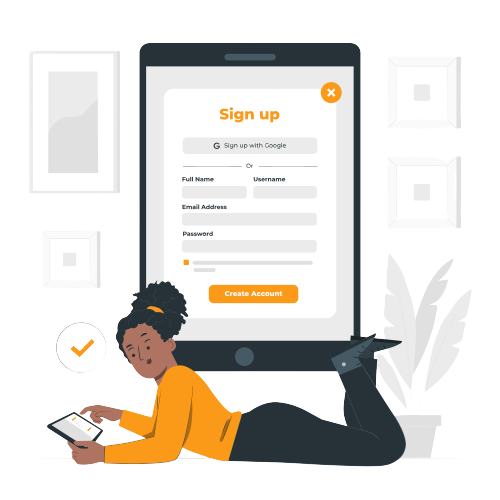 Sign up
G Sign up with Google
Or
Full Name Username
Email Address
Password
Create Account